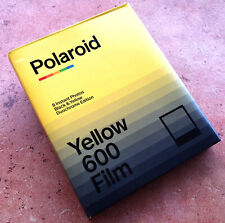 Polaroid
8 Instant Photos
Black & Yellow
Duochrome Edition
Yellow
600
Film